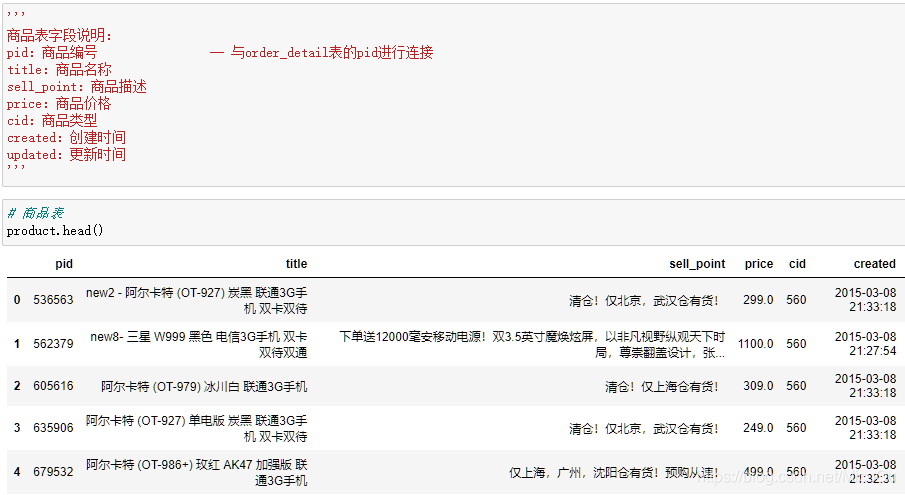 '''
商品表字段说明:
pid: 商品编号 — 与order_detail表的pid进行连接
title: 商品名称
sell_point: 商品描述
price: 商品价格
cid: 商品类型
created: 创建时间
updated: 更新时间
'''
# 商品表
product.head()
pid title sell_point price cid created
0 536563 new2 - 阿尔卡特 (OT-927) 炭黑 联通3G手 清仓！仅北京，武汉仓有货！ 299.0 560 2015-03-08
机 双卡双待 21:33:18
1 562379 new8- 三星 W999 黑色 电信3G手机 双卡 下单送12000毫安移动电源！双3.5英寸魔焕炫屏，以非凡视野纵观天下时 1100.0 560 2015-03-08
双待双通 局，尊崇翻盖设计，张... 21:27:54
2 605616 阿尔卡特 (OT-979) 冰川白 联通3G手机 清仓！仅上海仓有货！ 309.0 560 2015-03-08
21:33:18
3 635906 阿尔卡特 (OT-927) 单电版 炭黑 联通3G手 清仓！仅北京，武汉仓有货！ 249.0 560 2015-03-08
机 双卡双待 21:33:18
4 679532 阿尔卡特 (OT-986+) 玫红 AK47 加强版 联 仅上海，广州，沈阳仓有货！预购从速！ 499.0 560 2015-03-08
通3G手机 21:32:31